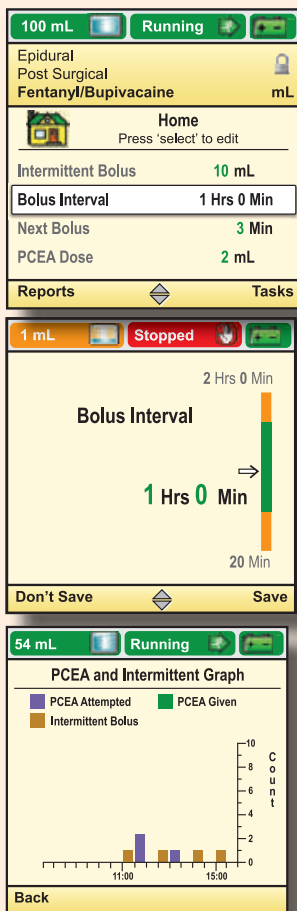 100 mL Running
Epidural
Post Surgical
Fentanyl/Bupivacaine mL
Home
Press 'select' to edit
Intermittent Bolus 10 mL
Bolus Interval 1 Hrs 0 Min
Next Bolus 3 Min
PCEA Dose 2 mL
Reports Tasks
1 mL Stopped
2 Hrs 0 Min
Bolus Interval
1 Hrs 0 Min
20 Min
Don't Save Save
54 mL Running
PCEA and Intermittent Graph
PCEA Attempted PCEA Given
Intermittent Bolus
10
8
6
4
2
0
Count
11:00 15:00
Back